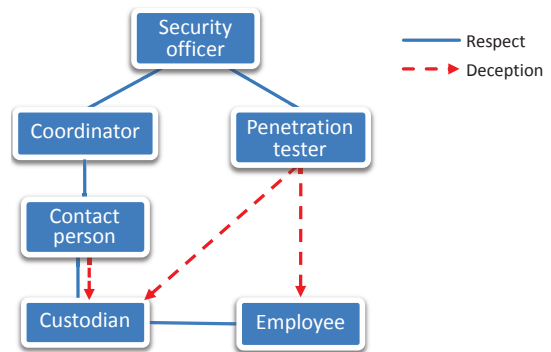 Security
officer
Respect
Deception
Coordinator
Penetration
tester
Contact
person
Custodian
Employee